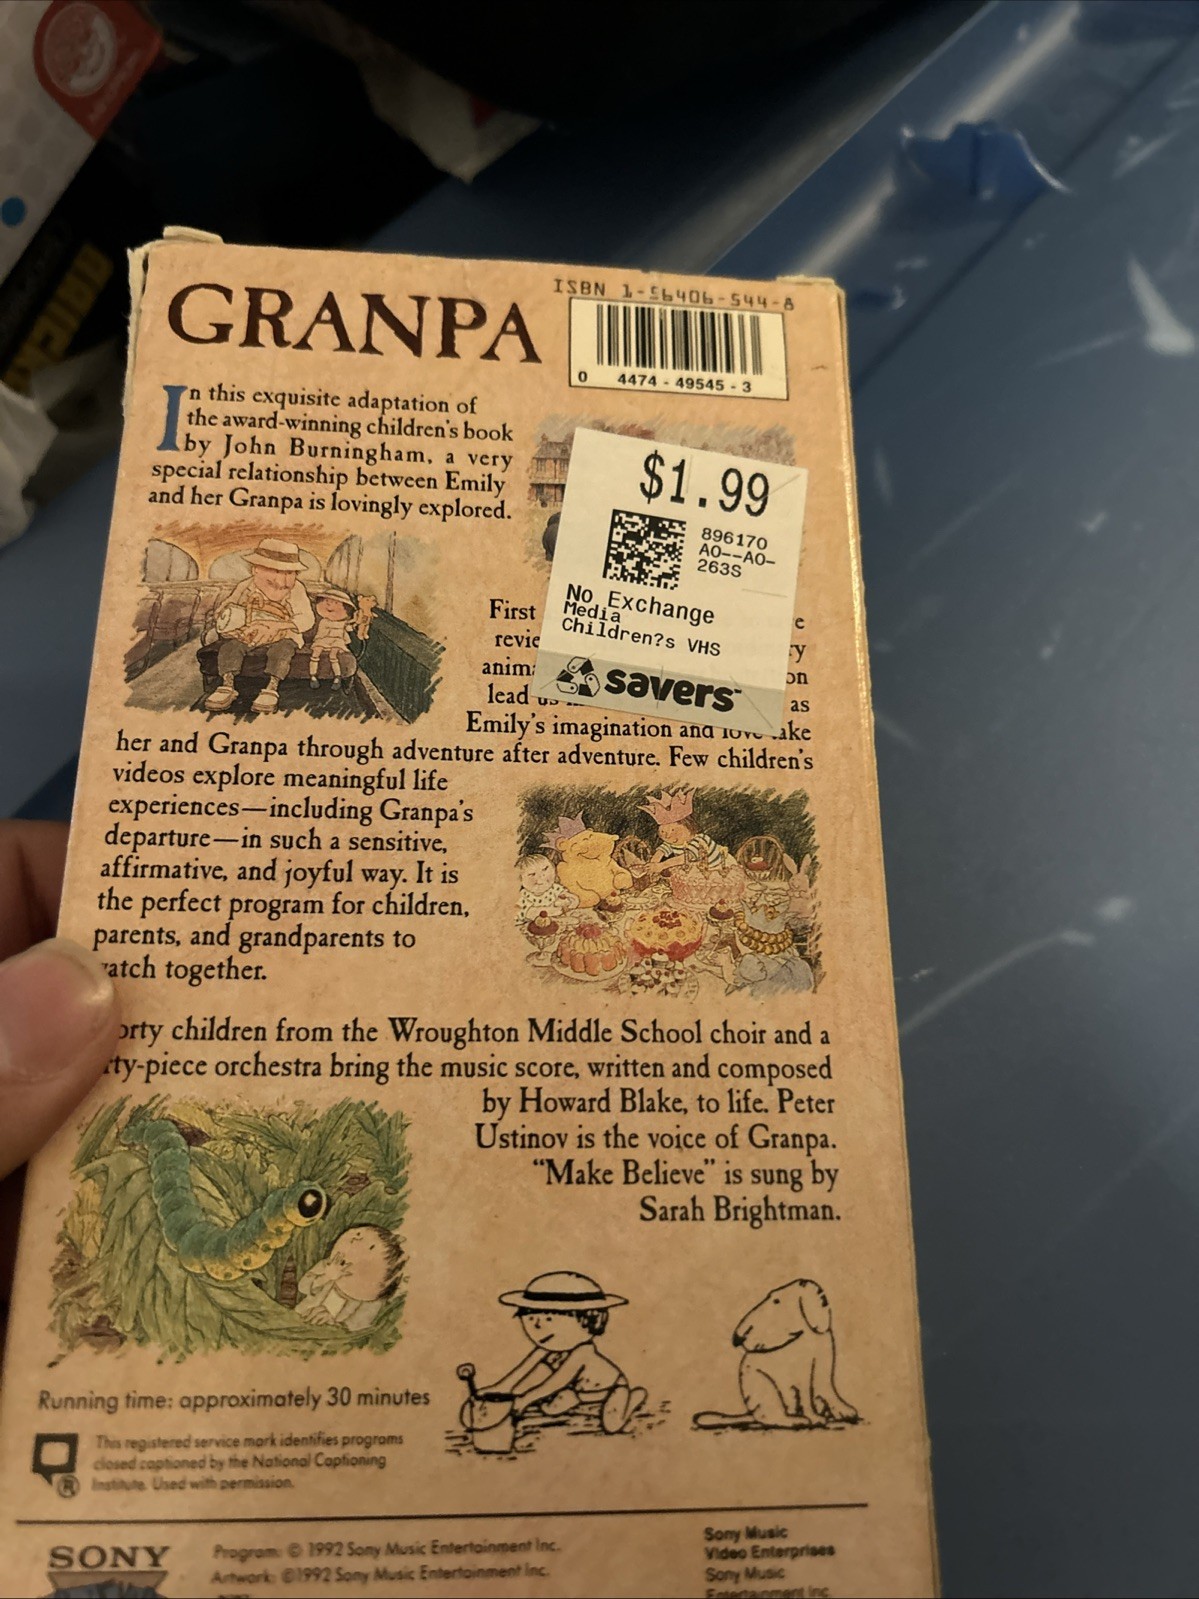 GRANPA
ISBN 1-56406-544-8
0 4474-49545-3
In this exquisite adaptation of
the award-winning children's book
by John Burningham, a very
special relationship between Emily
and her Granpa is lovingly explored.
$1.99
896170
AO--AO-
263S
No Exchange
Media
Children?s VHS
savers
First
lead
as
Emily's imagination and love
her and Granpa through adventure after adventure. Few children's
videos explore meaningful life
experiences—including Granpa's
departure—in such a sensitive,
affirmative, and joyful way. It is
the perfect program for children,
parents, and grandparents to
atch together.
orty children from the Wroughton Middle School choir and a
ty-piece orchestra bring the music score, written and composed
by Howard Blake, to life. Peter
Ustinov is the voice of Granpa.
"Make Believe" is sung by
Sarah Brightman.
Running time: approximately 30 minutes
This registered service mark identifies programs
closed captioned by the National Captioning
Institute. Used with permission.
SONY
Program: © 1992 Sony Music Entertainment Inc.
Artwork: ©1992 Sony Music Entertainment Inc.
Sony Music
Video Enterprises
Sony Music
Entertainment Inc.